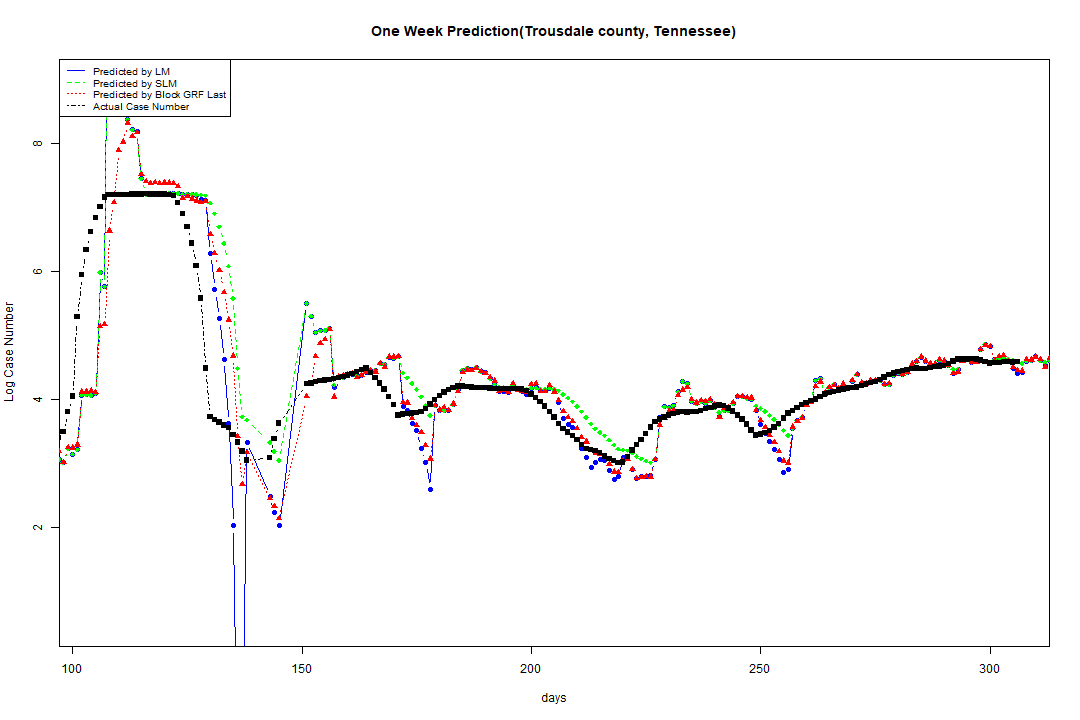 One Week Prediction(Trousdale county, Tennessee)
Predicted by LM
Predicted by SLM
Predicted by Block GRF Last
Actual Case Number
8
6
4
2
Log Case Number
100 150 200 250 300
days